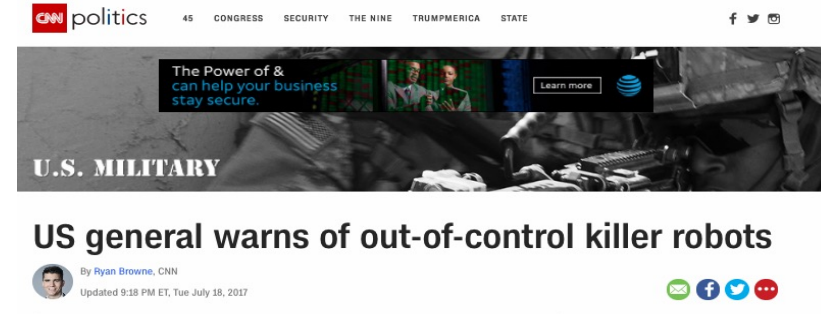 CNN politics 45 CONGRESS SECURITY THE NINE TRUMPMERICA STATE
The Power of &
can help your business
stay secure.
Learn more
U.S. MILITARY
US general warns of out-of-control killer robots
By Ryan Browne, CNN
Updated 9:18 PM ET, Tue July 18, 2017